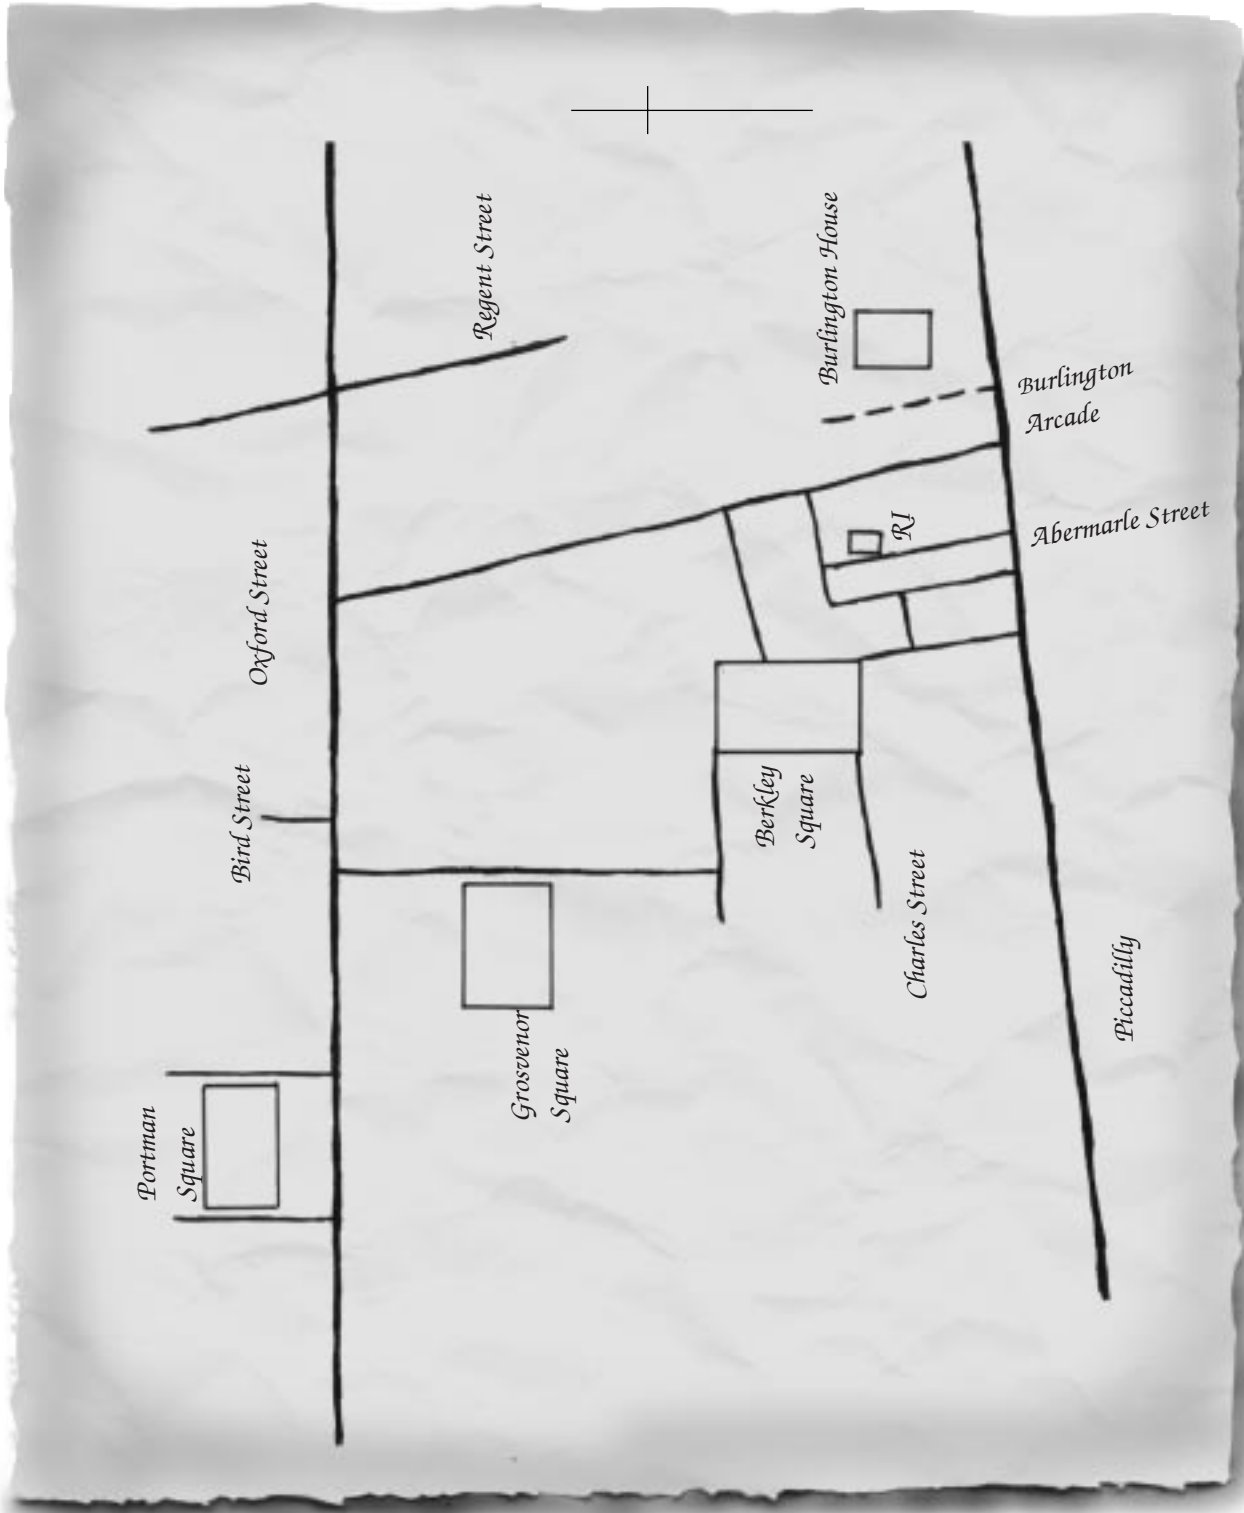 Regent Street
Burlington House
Burlington
Arcade
RI
Abermarle Street
Oxford Street
Bird Street
Berkley
Square
Charles Street
Piccadilly
Grosvenor
Square
Portman
Square